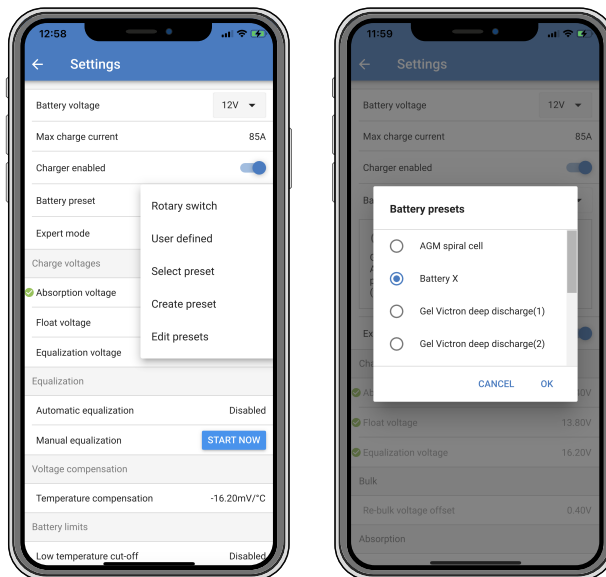 12:58
Settings
Battery voltage 12V
Max charge current 85A
Charger enabled
Battery preset
Rotary switch
User defined
Expert mode
Select preset
Charge voltages
Create preset
Absorption voltage
Float voltage
Edit presets
Equalization voltage
Equalization
Automatic equalization Disabled
Manual equalization START NOW
Voltage compensation
Temperature compensation -16.20mV/°C
Battery limits
Low temperature cut-off Disabled
11:59
Settings
Battery voltage 12V
Max charge current 85A
Charger enabled
Ba
Battery presets
AGM spiral cell
Battery X
Gel Victron deep discharge(1)
Gel Victron deep discharge(2)
CANCEL OK
Ex
Cha
Ab
Float voltage 13.80V
Equalization voltage 16.20V
Bulk
Re-bulk voltage offset 0.40V
Absorption